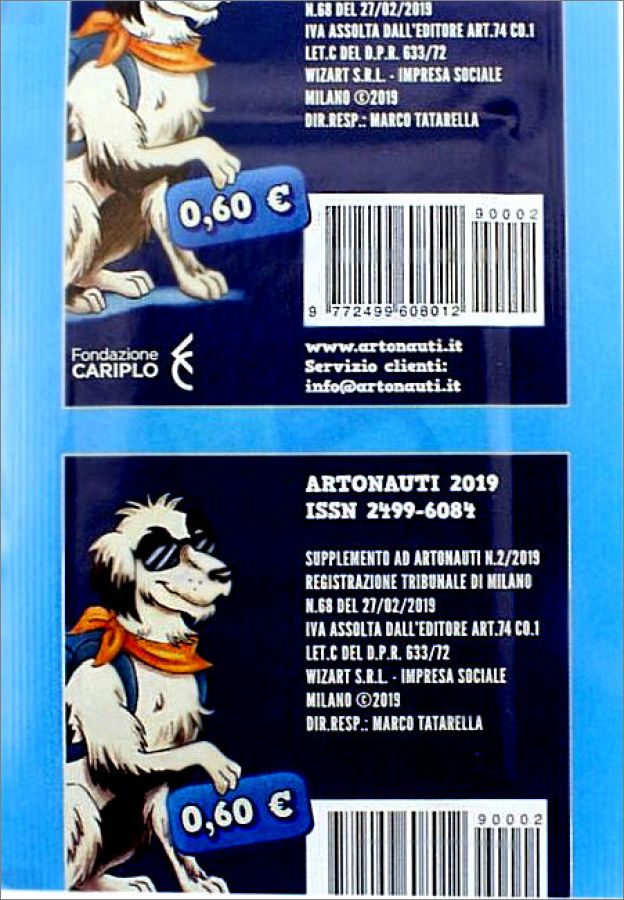 N.68 DEL 27/02/2019
IVA ASSOLTA DALL'EDITORE ART.74 CO.1
LET.C DEL D.P.R. 633/72
WIZART S.R.L. - IMPRESA SOCIALE
MILANO ©2019
DIR.RESP.: MARCO TATARELLA
0,60 €
90002
9 772499 608012
Fondazione
CARIPLO
www.artonauti.it
Servizio clienti:
info@artonauti.it
ARTONAUTI 2019
ISSN 2499-6084
SUPPLEMENTO AD ARTONAUTI N.2/2019
REGISTRAZIONE TRIBUNALE DI MILANO
N.68 DEL 27/02/2019
IVA ASSOLTA DALL'EDITORE ART.74 CO.1
LET.C DEL D.P.R. 633/72
WIZART S.R.L. - IMPRESA SOCIALE
MILANO ©2019
DIR.RESP.: MARCO TATARELLA
0,60 €
90002